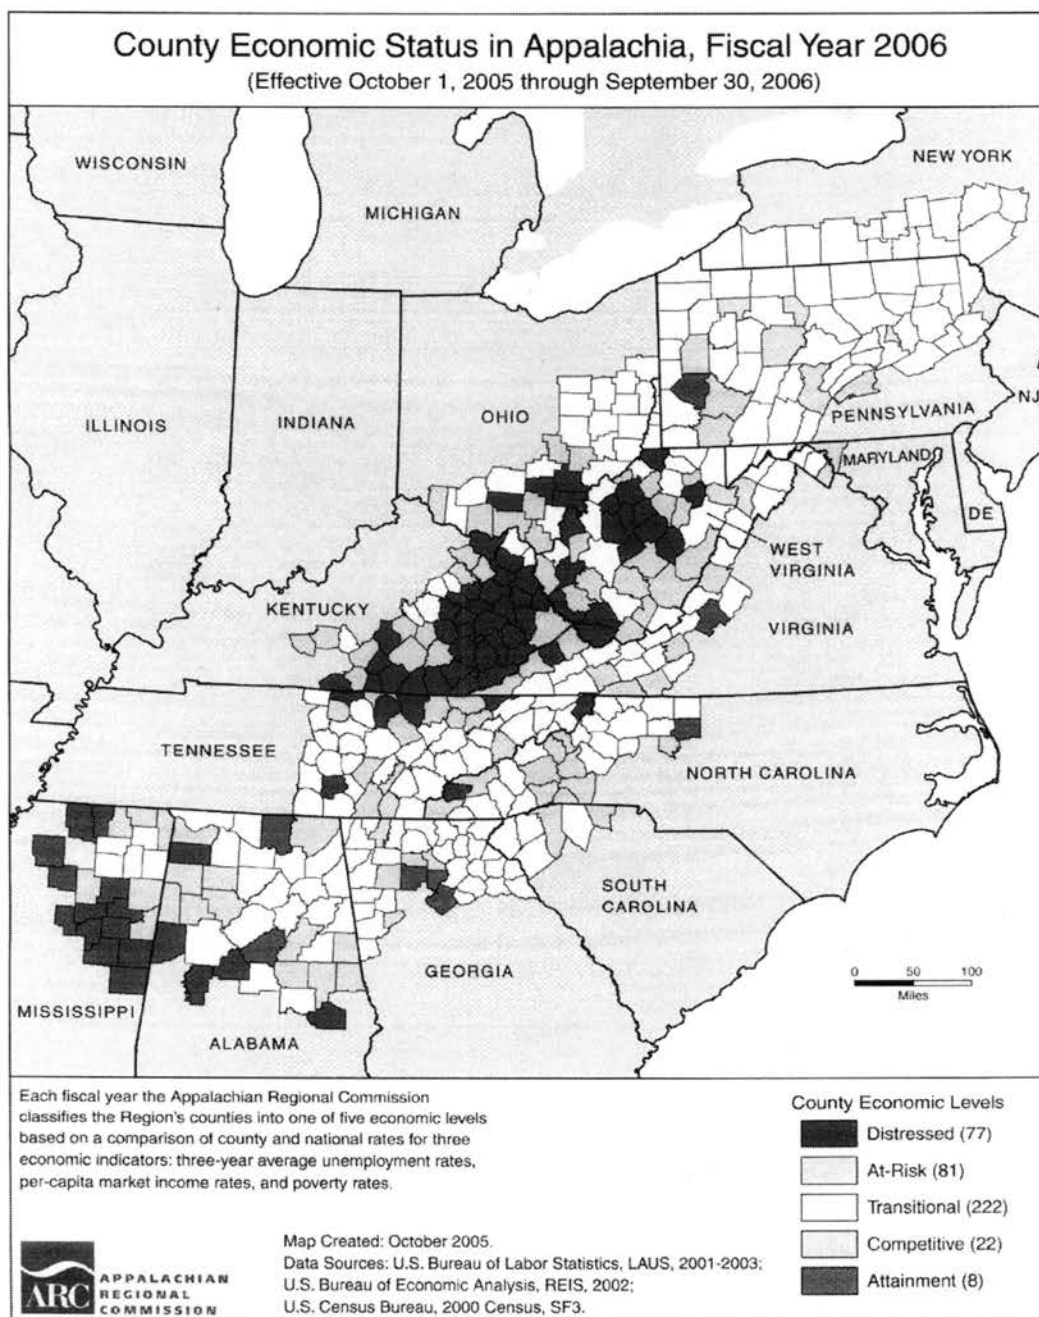 County Economic Status in Appalachia, Fiscal Year 2006
(Effective October 1, 2005 through September 30, 2006)
WISCONSIN
NEW YORK
MICHIGAN
ILLINOIS
INDIANA
OHIO
PENNSYLVANIA
NJ
MARYLAND
DE
WEST
VIRGINIA
KENTUCKY
VIRGINIA
TENNESSEE
NORTH CAROLINA
SOUTH
CAROLINA
GEORGIA
0 50 100
Miles
MISSISSIPPI
ALABAMA
Each fiscal year the Appalachian Regional Commission
classifies the Region's counties into one of five economic levels
based on a comparison of county and national rates for three
economic indicators: three-year average unemployment rates,
per-capita market income rates, and poverty rates.
County Economic Levels
Distressed (77)
At-Risk (81)
Transitional (222)
Competitive (22)
Attainment (8)
ARC
APPALACHIAN
REGIONAL
COMMISSION
Map Created: October 2005.
Data Sources: U.S. Bureau of Labor Statistics, LAUS, 2001-2003;
U.S. Bureau of Economic Analysis, REIS, 2002;
U.S. Census Bureau, 2000 Census, SF3.